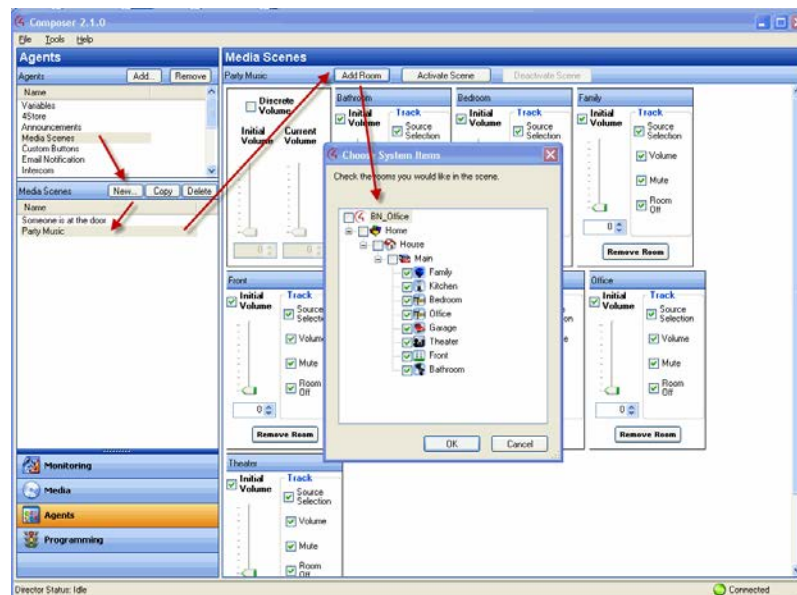 Composer 2.1.0
File Tools Help
Agents
Agents Add... Remove
Name
Variables
4Store
Announcements
Media Scenes
Custom Buttons
Email Notification
Intercom
Media Scenes New... Copy Delete
Name
Someone is at the door
Party Music
Monitoring
Media
Agents
Programming
Director Status: Idle
Media Scenes
Party Music Add Room Activate Scene Deactivate Scene
Discrete Volume
Initial Volume Current Volume
0 0
Bathroom
Initial Volume Track
Source Selection
Bedroom
Initial Volume Track
Source Selection
Family
Initial Volume Track
Source Selection
Volume
Mute
Room Off
0
Remove Room
Choose System Items
Check the rooms you would like in the scene.
BN_Office
Home
House
Main
Family
Kitchen
Bedroom
Office
Garage
Theater
Front
Bathroom
OK Cancel
Front
Initial Volume Track
Source
Volum
Mute
Room Off
0
Remove Room
Office
Initial Volume Track
Source Selection
Volume
Mute
Room Off
0
Remove Room
Theater
Initial Volume Track
Source Selection
Volume
Mute
Room Off
Connected